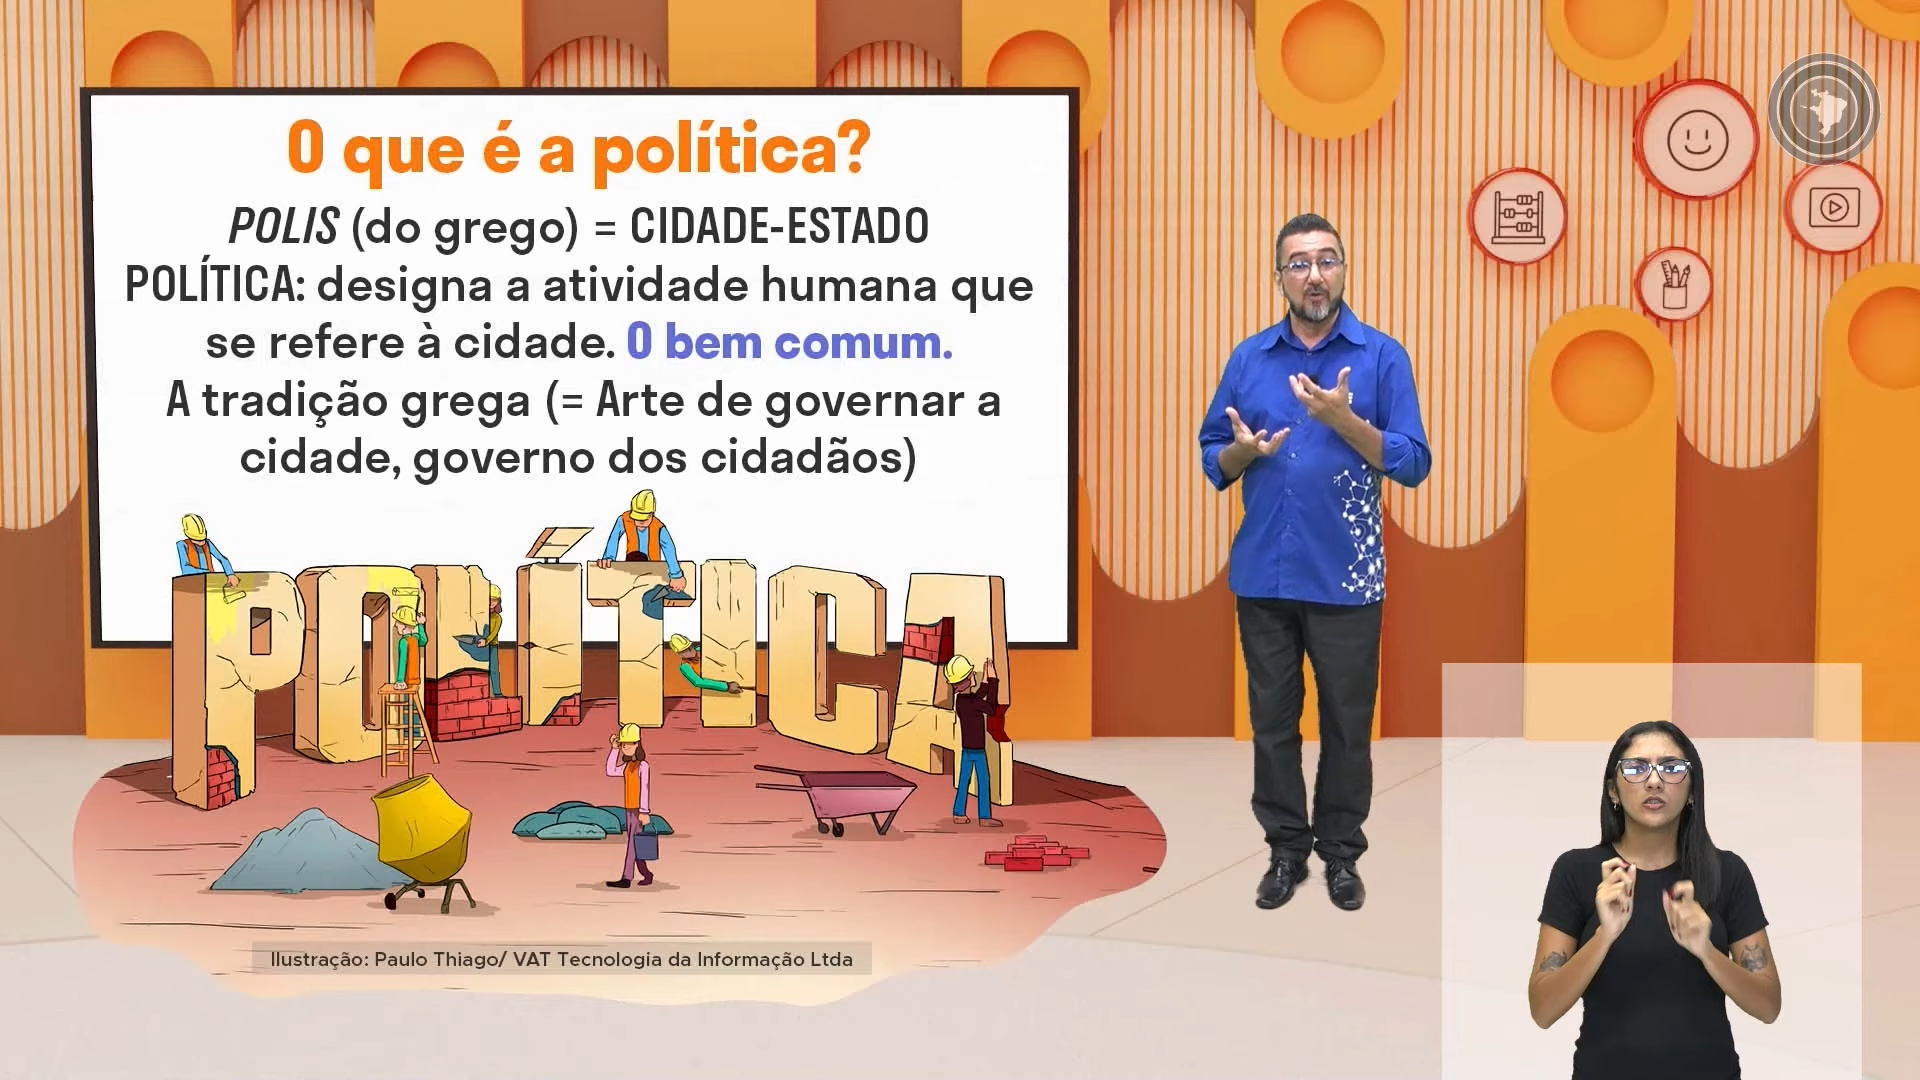 O que é a política?
POLIS (do grego) = CIDADE-ESTADO
POLÍTICA: designa a atividade humana que
se refere à cidade. O bem comum.
A tradição grega (= Arte de governar a
cidade, governo dos cidadãos)
POLÍTICA
Ilustração: Paulo Thiago/ VAT Tecnologia da Informação Ltda